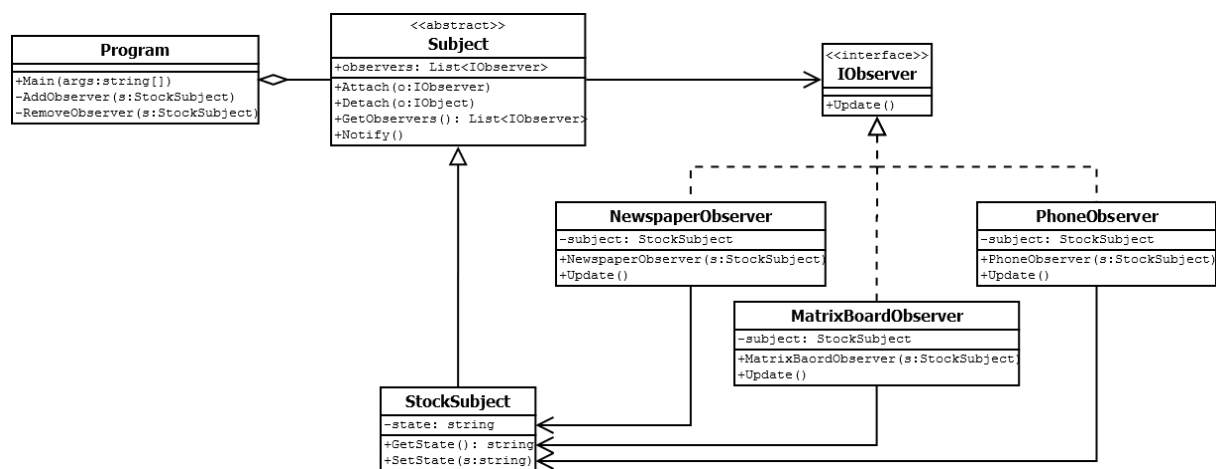 Program
+Main(args:string[])
-AddObserver(s:StockSubject)
-RemoveObserver(s:StockSubject)
<<abstract>>
Subject
+observers: List<IObserver>
+Attach(o:IObserver)
+Detach(o:IObject)
+GetObservers(): List<IObserver>
+Notify()
<<interface>>
IObserver
+Update()
NewspaperObserver
-subject: StockSubject
+NewspaperObserver(s:StockSubject)
+Update()
PhoneObserver
-subject: StockSubject
+PhoneObserver(s:StockSubject)
+Update()
MatrixBoardObserver
-subject: StockSubject
+MatrixBaordObserver(s:StockSubject)
+Update()
StockSubject
-state: string
+GetState(): string
+SetState(s:string)